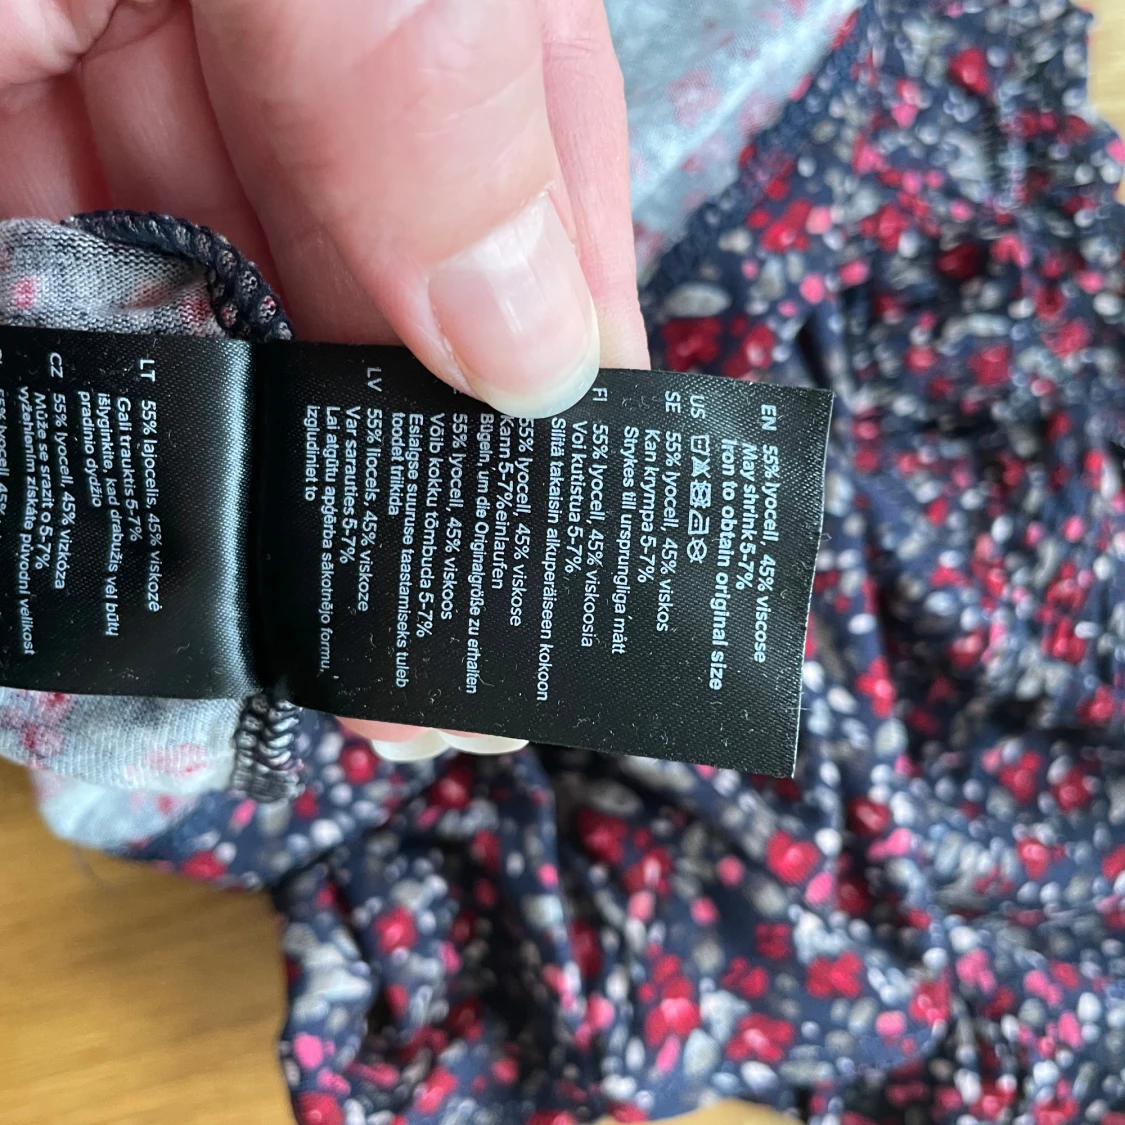 EN 55% lyocell, 45% viscose
May shrink 5-7%
Iron to obtain original size
US
SE 55% lyocell, 45% viskos
Kan krympa 5-7%
Strykes till ursprungliga mått
FI 55% lyocell, 45% viskoosia
Voi kutistua 5-7%
Silitä takaisin alkuperäiseen kokoon
55% lyocell, 45% viskose
Kann 5-7% einlaufen
Bügeln, um die Originalgröße zu erhalten
55% lyocell, 45% viskoos
Võib kokku tõmbuda 5-7%
Esialgse suuruse taastamiseks tuleb
toodet triikida
LV 55% liocels, 45% viskoze
Var sarauties 5-7%
Lai atgūtu apģērba sākotnējo formu,
izgludiniet to
LT 55% lajocelis, 45% viskozė
Gali trauktis 5-7%
Išlyginkite, kad drabužis vėl būtų
pradinio dydžio
CZ 55% lyocell, 45% vizkóza
Může se srazit o 5-7%
Vyžehlením získáte původní velikost